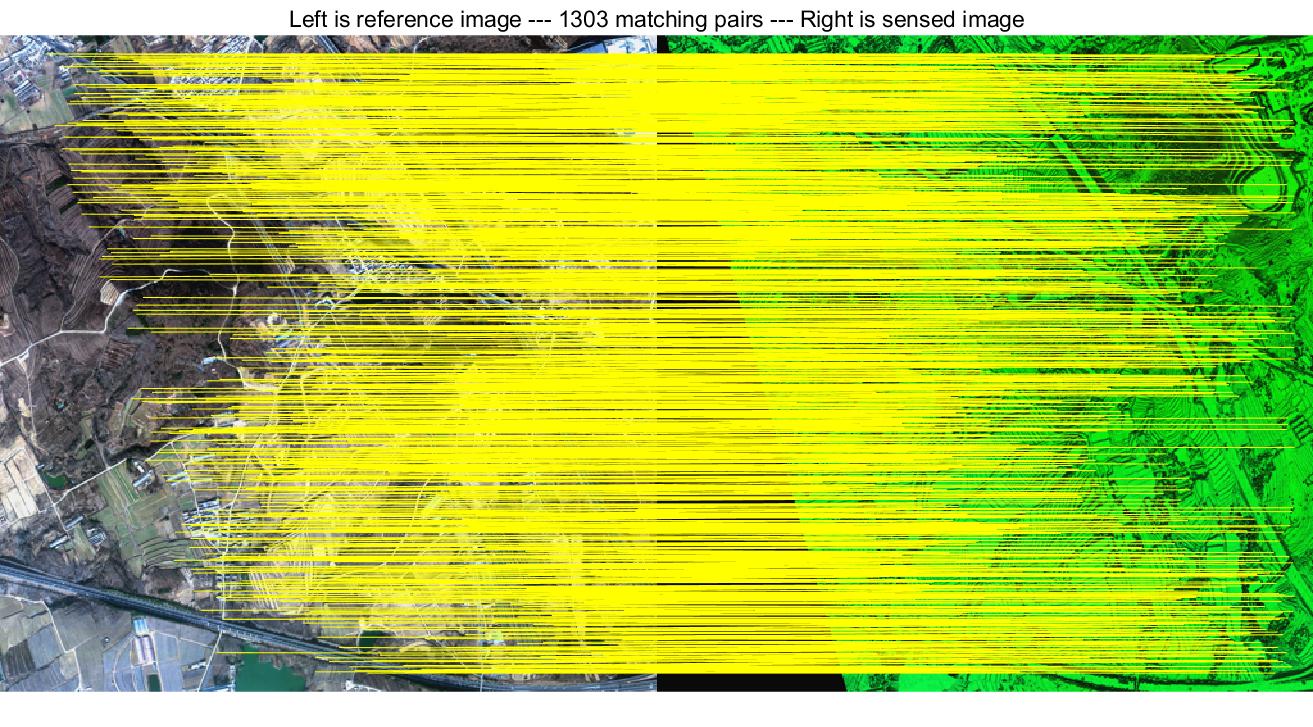 Left is reference image --- 1303 matching pairs --- Right is sensed image